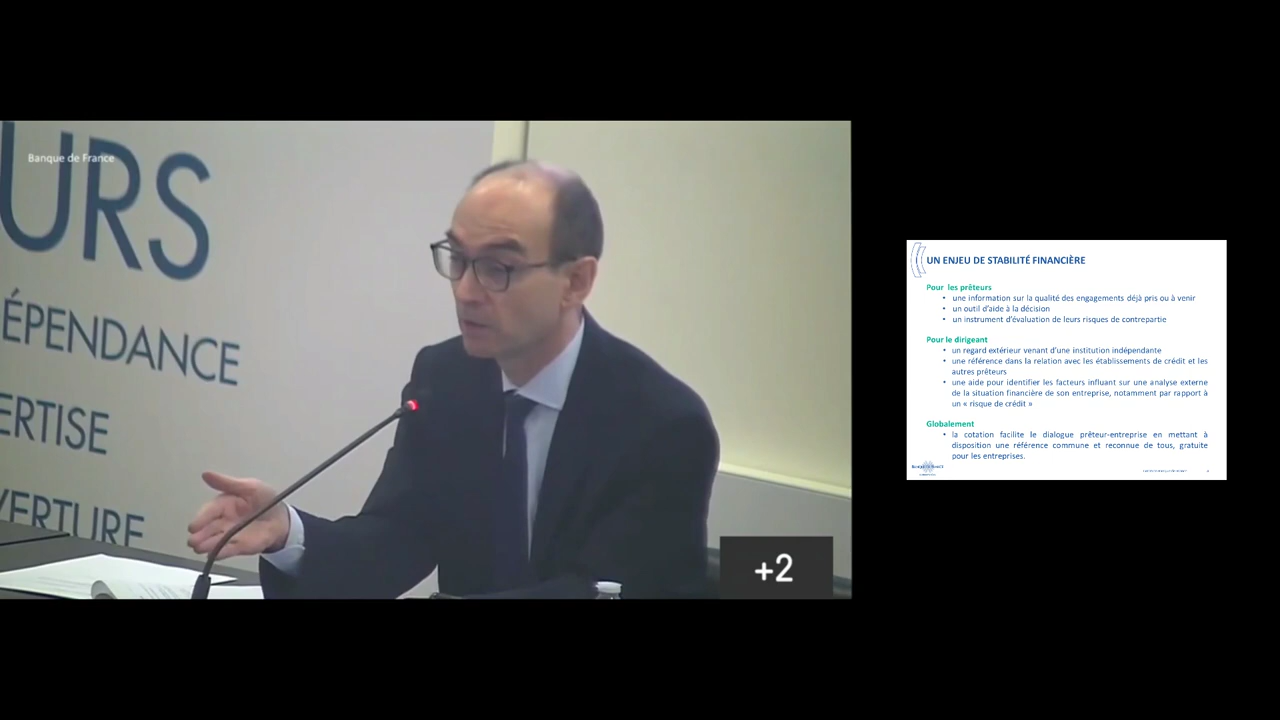 Banque de France
URS
ÉPENDANCE
ERTISE
VERTURE
+2
UN ENJEU DE STABILITÉ FINANCIÈRE
Pour les prêteurs
• une information sur la qualité des engagements déjà pris ou à venir
• un outil d'aide à la décision
• un instrument d'évaluation de leurs risques de contrepartie
Pour le dirigeant
• un regard extérieur venant d'une institution indépendante
• une référence dans la relation avec les établissements de crédit et les
autres prêteurs
• une aide pour identifier les facteurs influant sur une analyse externe
de la situation financière de son entreprise, notamment par rapport à
un « risque de crédit »
Globalement
• la cotation facilite le dialogue prêteur-entreprise en mettant à
disposition une référence commune et reconnue de tous, gratuite
pour les entreprises.
BANQUE DE FRANCE